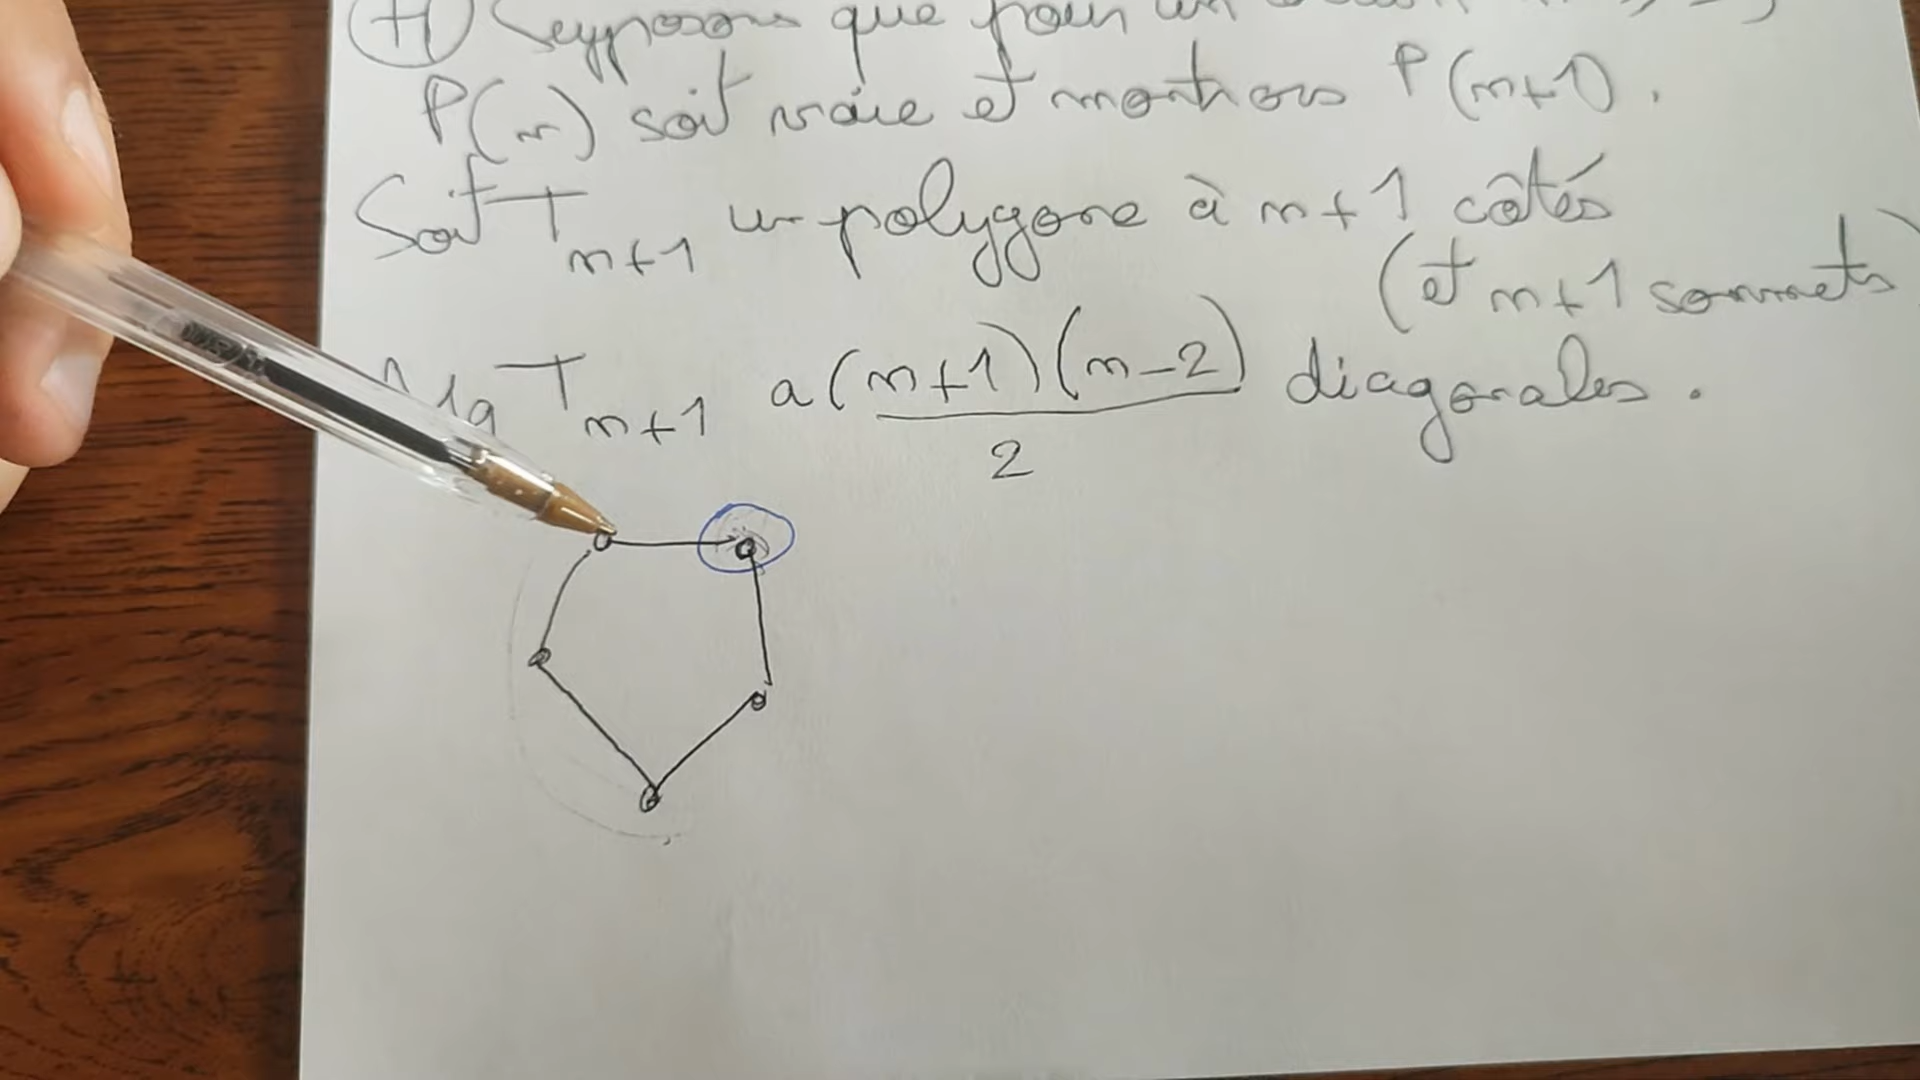 (H) Supposons que pour un
P(n) soit vraie et montrons P(n+1).
Soit T_{n+1} un polygone à n+1 côtés
(et n+1 sommets)
Mq T_{n+1} a (n+1)(n-2)/2 diagonales.